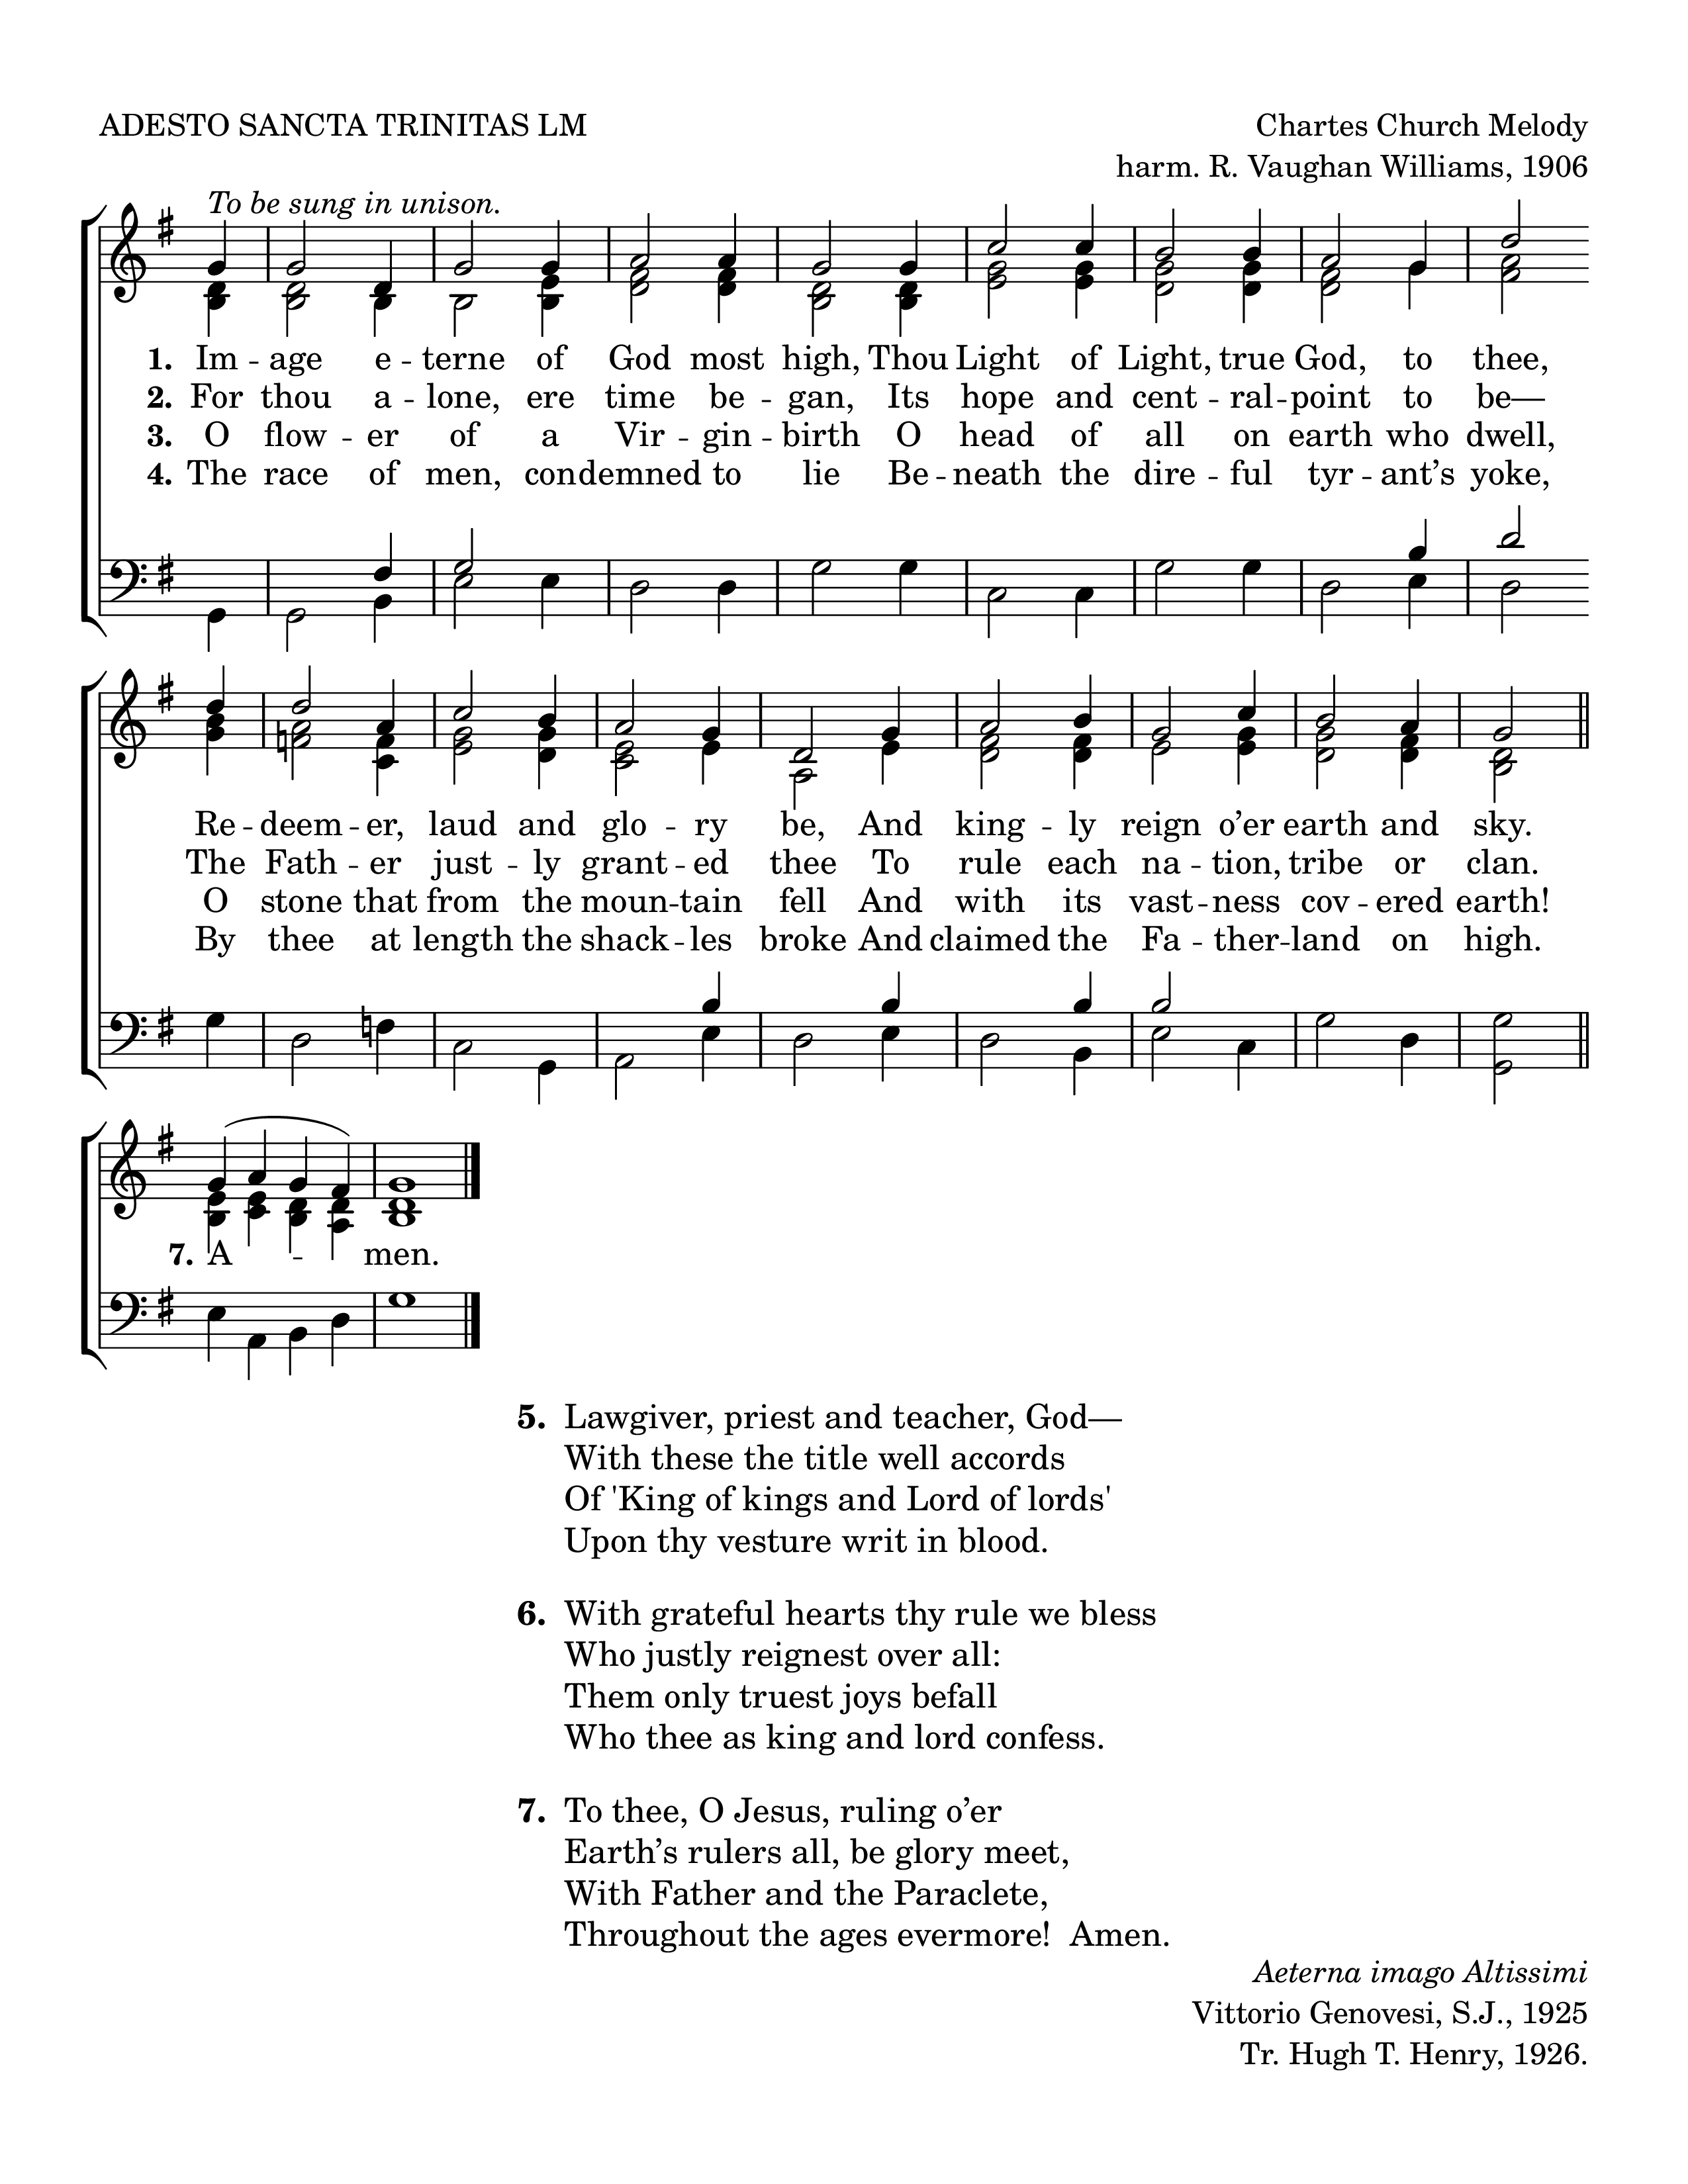 ADESTO SANCTA TRINITAS LM
Chartes Church Melody
harm. R. Vaughan Williams, 1906
To be sung in unison.
1. Im - age e - terne of God most high, Thou Light of Light, true God, to thee,
2. For thou a - lone, ere time be - gan, Its hope and cent - ral - point to be—
3. O flow - er of a Vir - gin - birth O head of all on earth who dwell,
4. The race of men, condemned to lie Be - neath the dire - ful tyr - ant’s yoke,
Re - deem - er, laud and glo - ry be, And king - ly reign o’er earth and sky.
The Fath - er just - ly grant - ed thee To rule each na - tion, tribe or clan.
O stone that from the moun - tain fell And with its vast - ness cov - ered earth!
By thee at length the shack - les broke And claimed the Fa - ther - land on high.
7. A - men.
5. Lawgiver, priest and teacher, God—
With these the title well accords
Of 'King of kings and Lord of lords'
Upon thy vesture writ in blood.
6. With grateful hearts thy rule we bless
Who justly reignest over all:
Them only truest joys befall
Who thee as king and lord confess.
7. To thee, O Jesus, ruling o’er
Earth’s rulers all, be glory meet,
With Father and the Paraclete,
Throughout the ages evermore! Amen.
Aeterna imago Altissimi
Vittorio Genovesi, S.J., 1925
Tr. Hugh T. Henry, 1926.